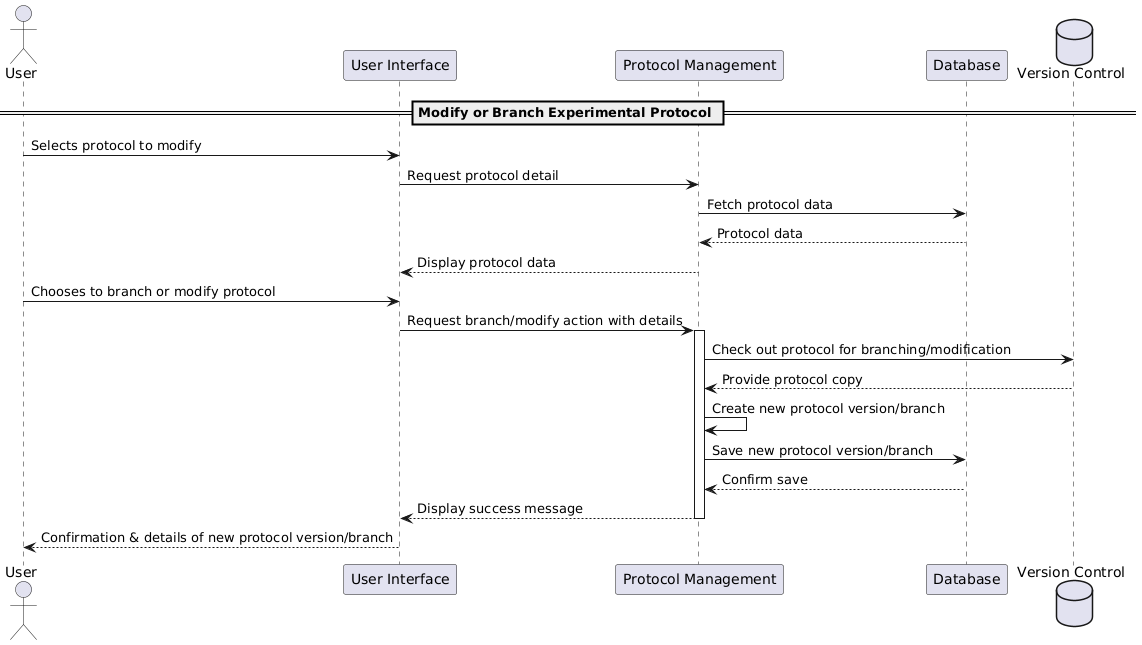 User
User Interface
Protocol Management
Database
Version Control
Modify or Branch Experimental Protocol
Selects protocol to modify
Request protocol detail
Fetch protocol data
Protocol data
Display protocol data
Chooses to branch or modify protocol
Request branch/modify action with details
Check out protocol for branching/modification
Provide protocol copy
Create new protocol version/branch
Save new protocol version/branch
Confirm save
Display success message
Confirmation & details of new protocol version/branch
User
User Interface
Protocol Management
Database
Version Control